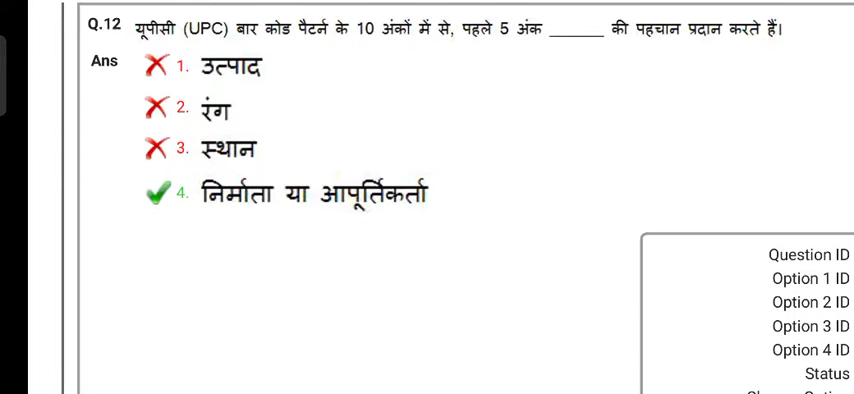 Q.12 यूपीसी (UPC) बार कोड पैटर्न के 10 अंकों में से, पहले 5 अंक ________ की पहचान प्रदान करते हैं।
Ans 1. उत्पाद
2. रंग
3. स्थान
4. निर्माता या आपूर्तिकर्ता
Question ID
Option 1 ID
Option 2 ID
Option 3 ID
Option 4 ID
Status